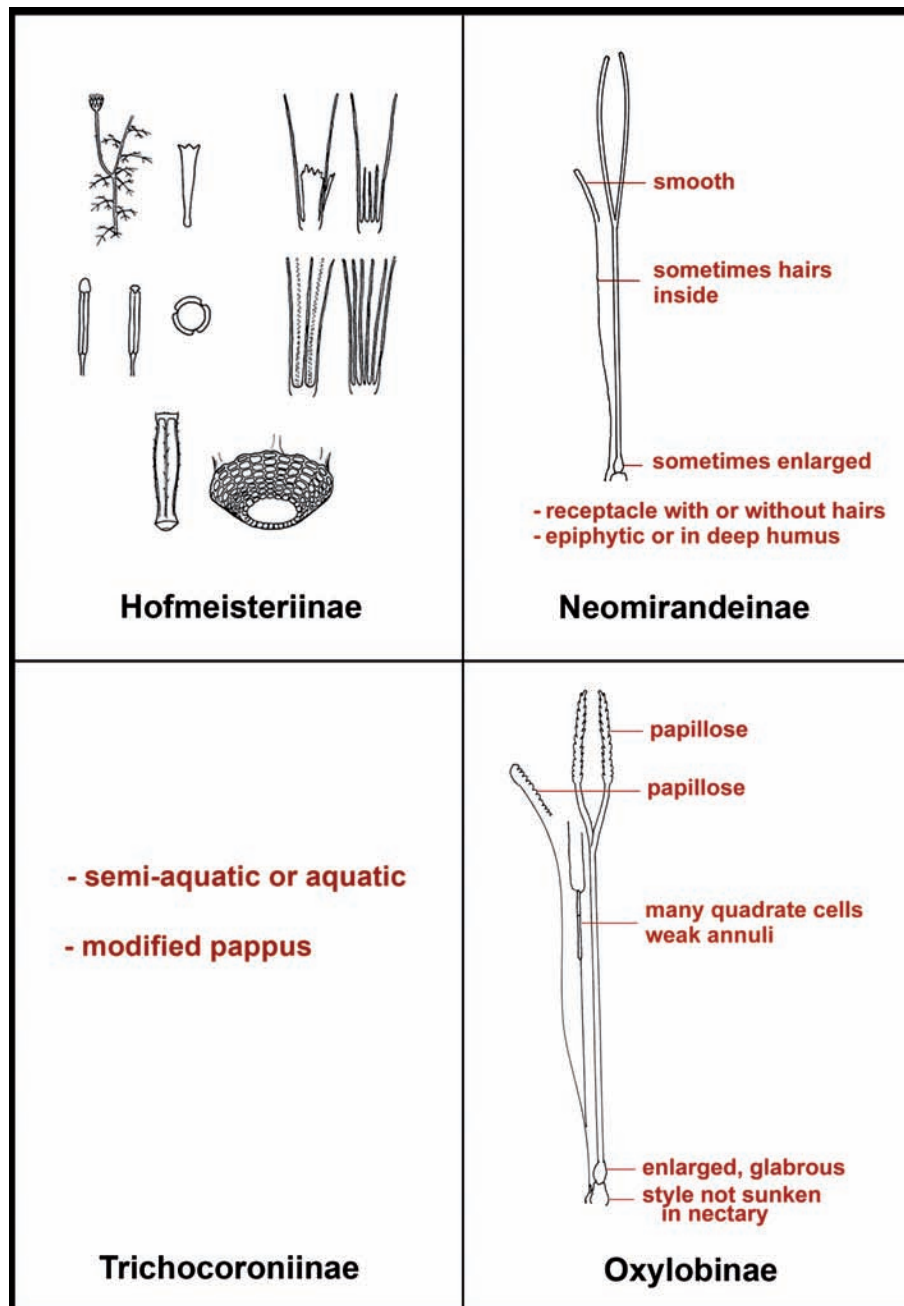 Hofmeisteriinae
smooth
sometimes hairs
inside
sometimes enlarged
- receptacle with or without hairs
- epiphytic or in deep humus
Neomirandeinae
- semi-aquatic or aquatic
- modified pappus
Trichocoroniinae
papillose
papillose
many quadrate cells
weak annuli
enlarged, glabrous
style not sunken
in nectary
Oxylobinae